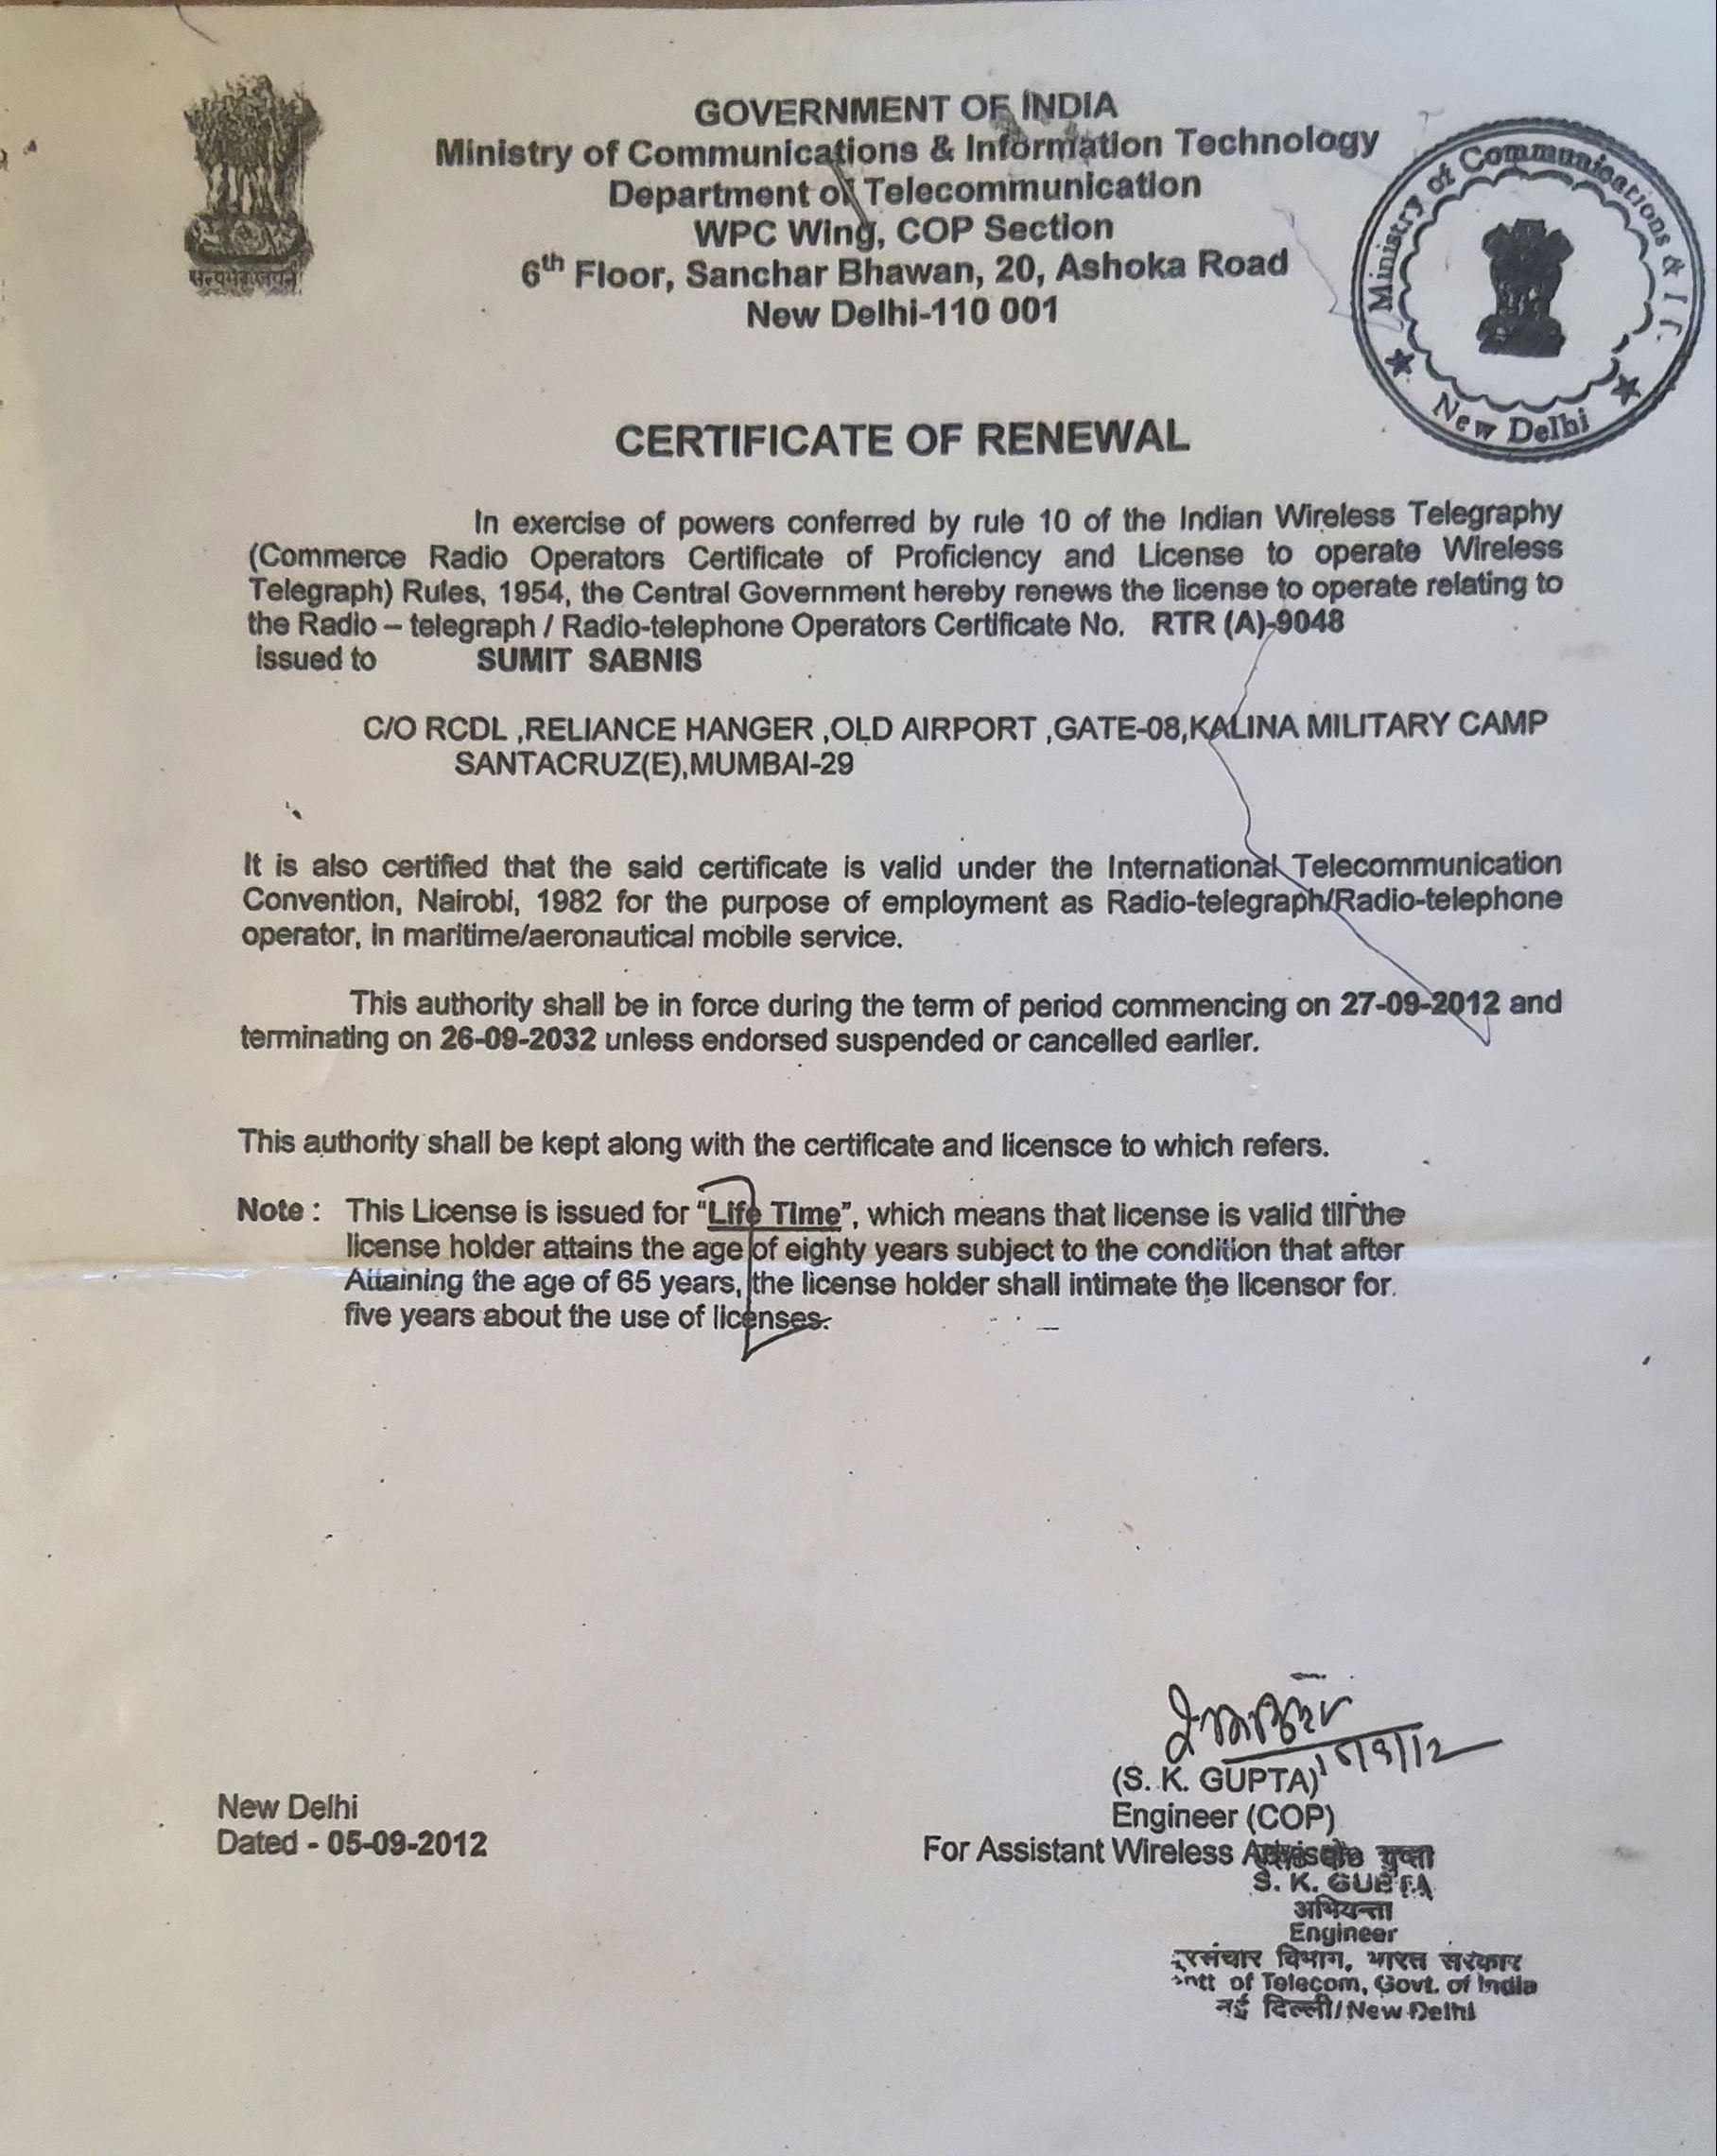 GOVERNMENT OF INDIA
Ministry of Communications & Information Technology
Department of Telecommunication
WPC Wing, COP Section
6th Floor, Sanchar Bhawan, 20, Ashoka Road
New Delhi-110 001
Ministry of Communications & I.T.
New Delhi
CERTIFICATE OF RENEWAL
In exercise of powers conferred by rule 10 of the Indian Wireless Telegraphy
(Commerce Radio Operators Certificate of Proficiency and License to operate Wireless
Telegraph) Rules, 1954, the Central Government hereby renews the license to operate relating to
the Radio – telegraph / Radio-telephone Operators Certificate No. RTR (A)-9048
issued to SUMIT SABNIS
C/O RCDL ,RELIANCE HANGER ,OLD AIRPORT ,GATE-08,KALINA MILITARY CAMP
SANTACRUZ(E),MUMBAI-29
It is also certified that the said certificate is valid under the International Telecommunication
Convention, Nairobi, 1982 for the purpose of employment as Radio-telegraph/Radio-telephone
operator, in maritime/aeronautical mobile service.
This authority shall be in force during the term of period commencing on 27-09-2012 and
terminating on 26-09-2032 unless endorsed suspended or cancelled earlier.
This authority shall be kept along with the certificate and licensce to which refers.
Note : This License is issued for “Life Time”, which means that license is valid till the
license holder attains the age of eighty years subject to the condition that after
Attaining the age of 65 years, the license holder shall intimate the licensor for
five years about the use of licenses.
(S. K. GUPTA)
Engineer (COP)
For Assistant Wireless
New Delhi
Dated - 05-09-2012
गुप्ता
S. K. GUPTA
अभियन्ता
Engineer
विभाग, भारत सरकार
of Telecom, Govt. of India
नई दिल्ली/New Delhi